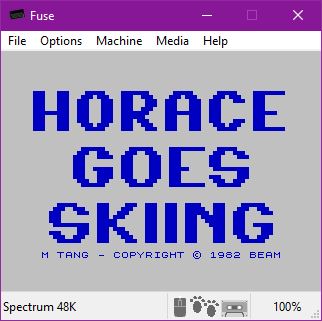 Fuse
File Options Machine Media Help
HORACE
GOES
SKIING
M TANG - COPYRIGHT © 1982 BEAM
Spectrum 48K 100%